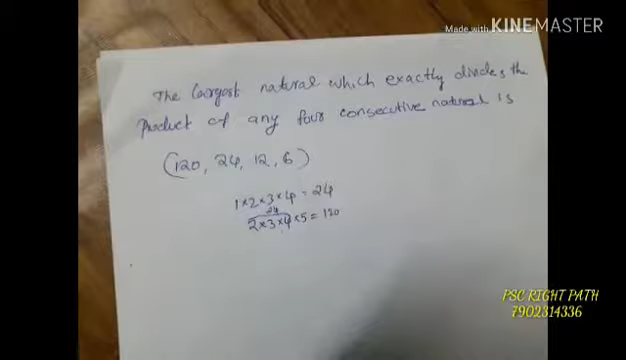 Made with KINEMASTER
The largest natural which exactly divides the
Product of any four consecutive natural is
(120, 24, 12, 6)
1×2×3×4 = 24
24
2×3×4×5 = 120
PSC RIGHT PATH
7902314336